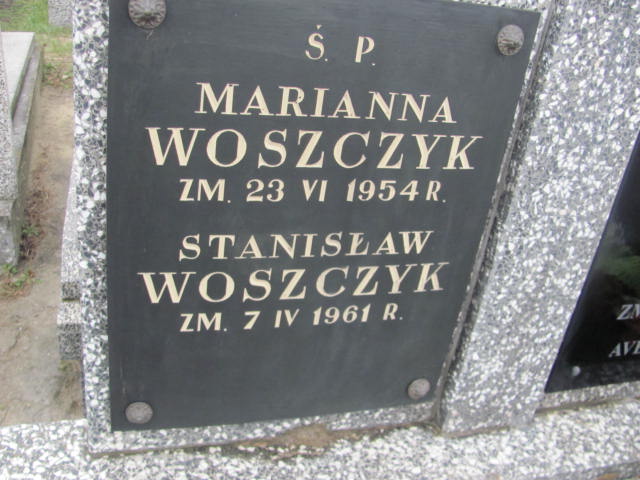 Ś. P.
MARIANNA
WOSZCZYK
ZM. 23 VI 1954 R.
STANISŁAW
WOSZCZYK
ZM. 7 IV 1961 R.